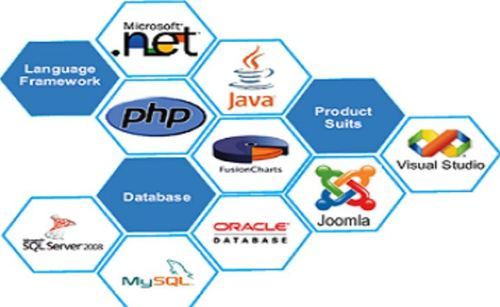 Microsoft
.net
Language
Framework
Java
php
Product
Suits
FusionCharts
Visual Studio
Database
Joomla
Microsoft
SQL Server 2008
ORACLE
DATABASE
MySQL